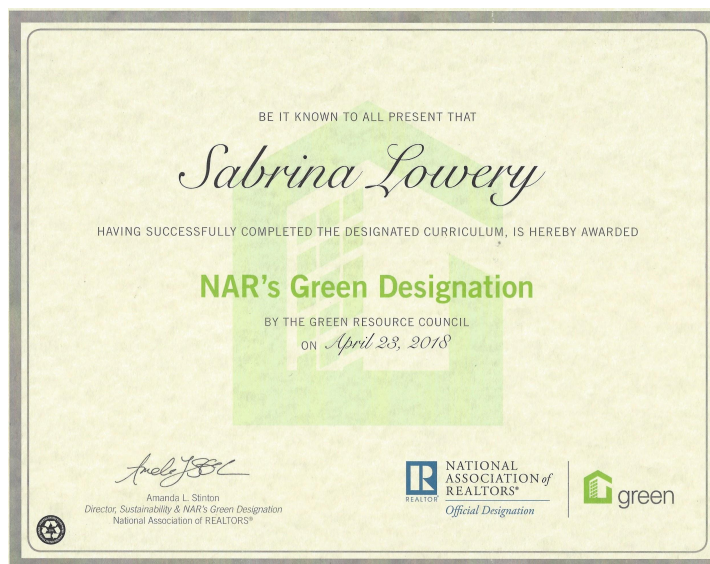 BE IT KNOWN TO ALL PRESENT THAT
Sabrina Lowery
HAVING SUCCESSFULLY COMPLETED THE DESIGNATED CURRICULUM, IS HEREBY AWARDED
NAR's Green Designation
BY THE GREEN RESOURCE COUNCIL
ON April 23, 2018
Amanda L. Stinton
Director, Sustainability & NAR's Green Designation
National Association of REALTORS®
R
REALTOR®
NATIONAL
ASSOCIATION of
REALTORS®
Official Designation
green